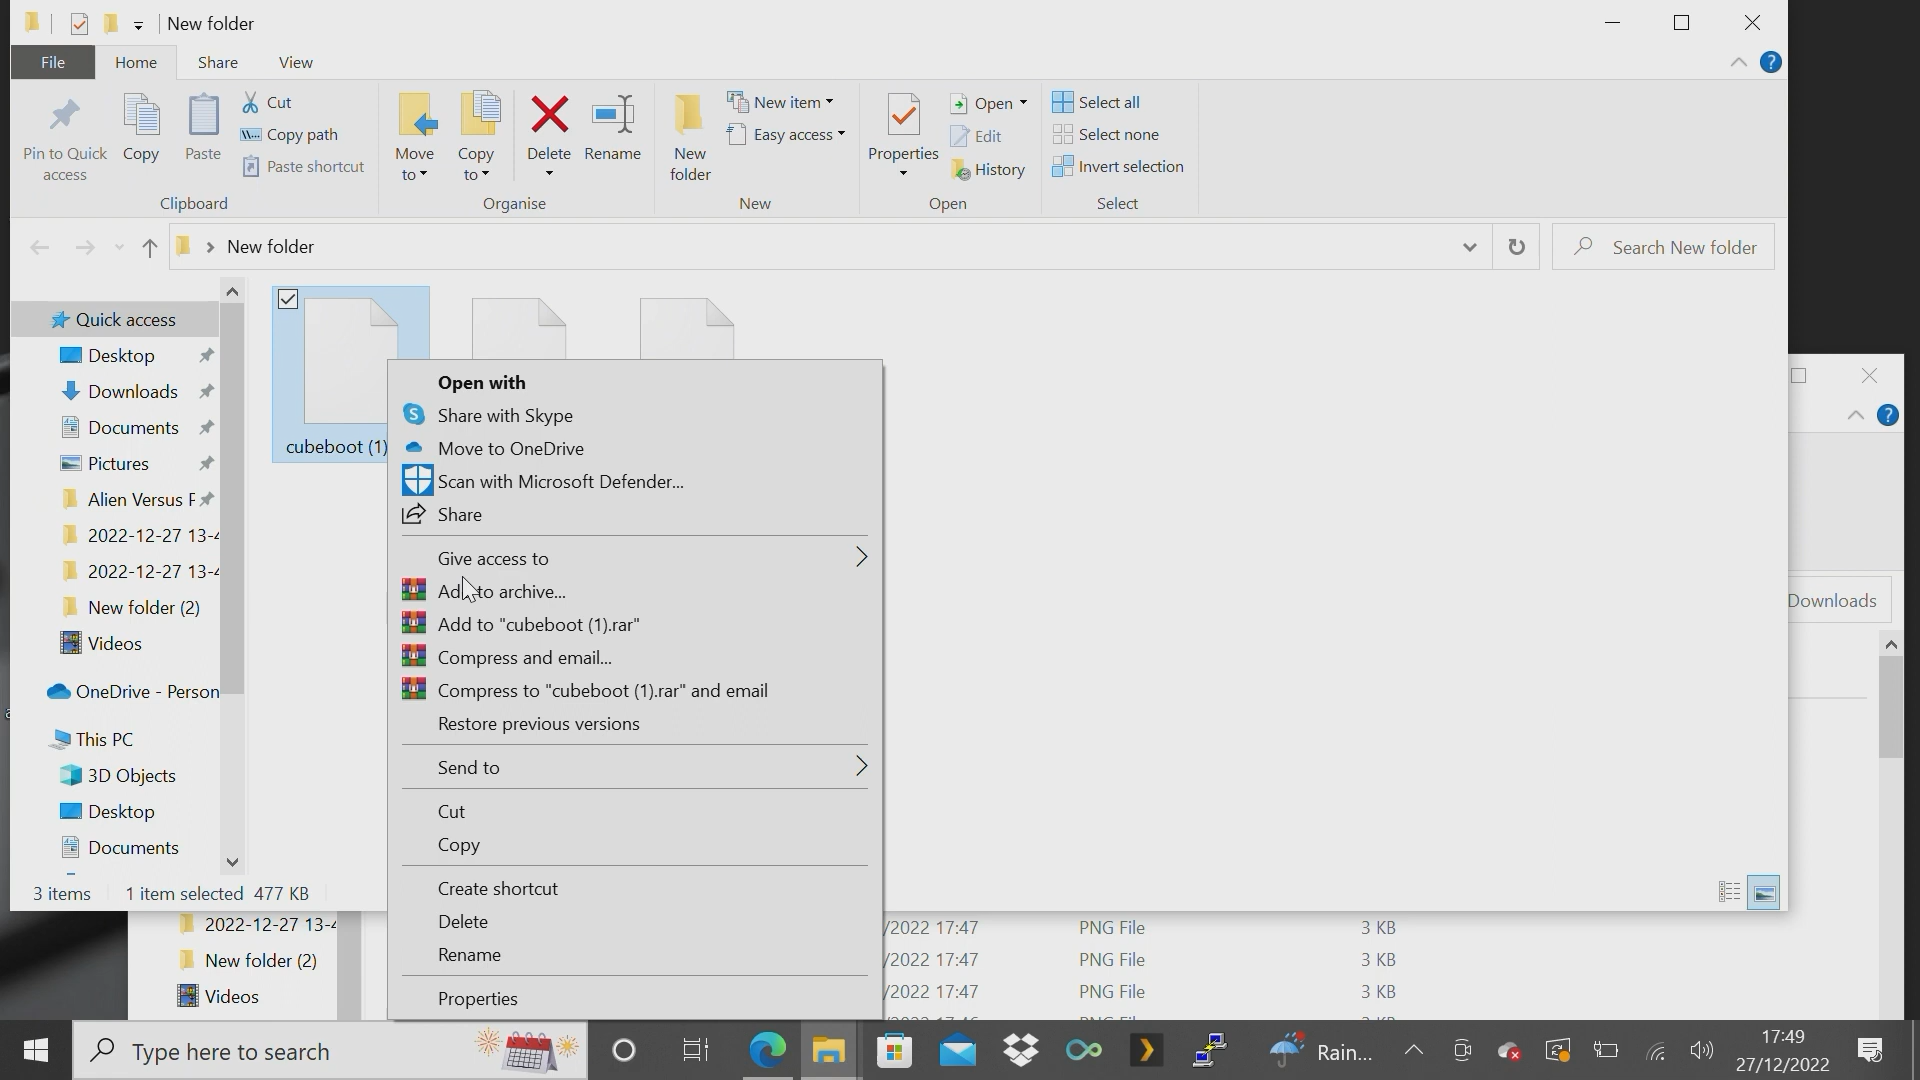 New folder
File
Home
Share
View
Pin to Quick access
Copy
Paste
Cut
Copy path
Paste shortcut
Clipboard
Move to
Copy to
Delete
Rename
Organise
New folder
New item
Easy access
New
Properties
Open
Edit
History
Open
Select all
Select none
Invert selection
Select
New folder
Search New folder
Quick access
Desktop
Downloads
Documents
Pictures
Alien Versus
2022-12-27 13-4
2022-12-27 13-4
New folder (2)
Videos
OneDrive - Person
This PC
3D Objects
Desktop
Documents
cubeboot (1)
Open with
Share with Skype
Move to OneDrive
Scan with Microsoft Defender...
Share
Give access to
Add to archive...
Add to "cubeboot (1).rar"
Compress and email...
Compress to "cubeboot (1).rar" and email
Restore previous versions
Send to
Cut
Copy
Create shortcut
Delete
Rename
Properties
Downloads
3 items
1 item selected 477 KB
2022-12-27 13-4
New folder (2)
Videos
/2022 17:47 PNG File 3 KB
/2022 17:47 PNG File 3 KB
/2022 17:47 PNG File 3 KB
Type here to search
Rain...
17:49
27/12/2022